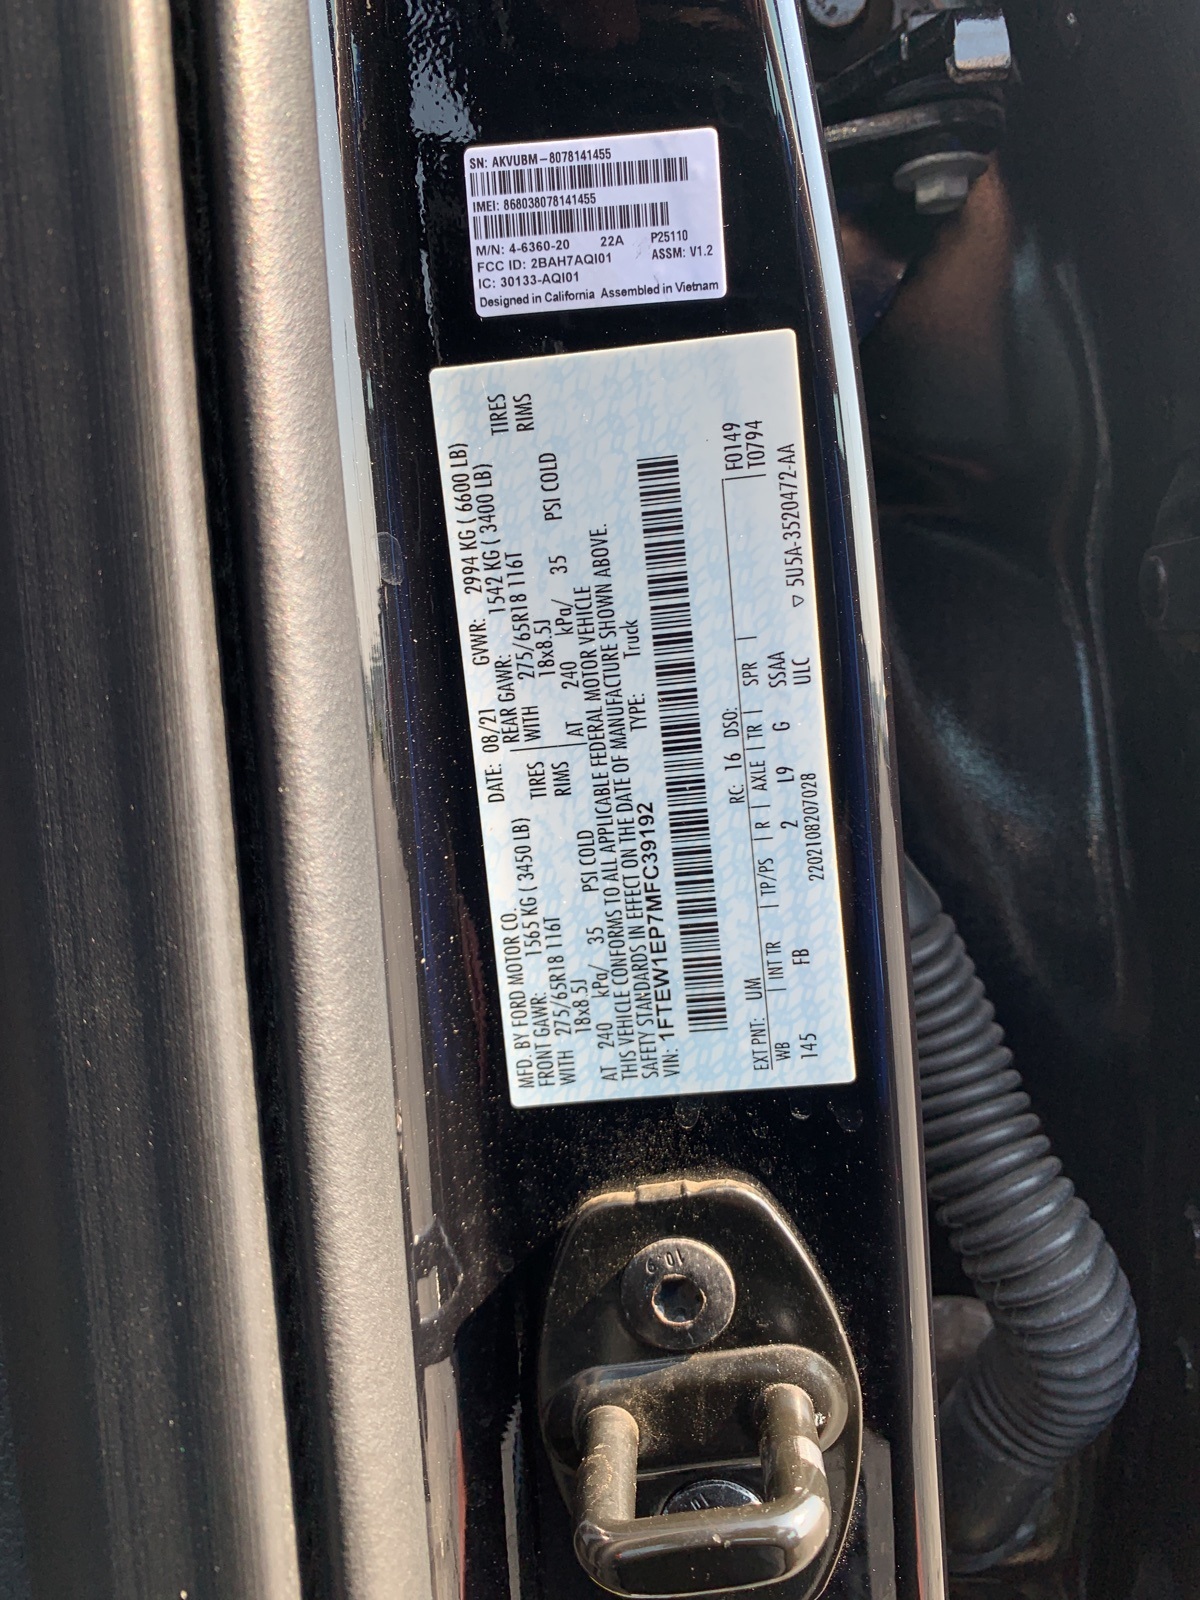 SN: AKVUBM-8078141455
IMEI: 868038078141455
M/N: 4-6360-20 22A P25110
FCC ID: 2BAH7AQI01 ASSM: V1.2
IC: 30133-AQI01
Designed in California Assembled in Vietnam
MFD. BY FORD MOTOR CO. DATE: 08/21 GVWR: 2994 KG ( 6600 LB)
FRONT GAWR: 1565 KG ( 3450 LB) REAR GAWR: 1542 KG ( 3400 LB)
WITH 275/65R18 116T TIRES WITH 275/65R18 116T TIRES
18x8.5J RIMS 18x8.5J RIMS
AT 240 kPa/ 35 PSI COLD AT 240 kPa/ 35 PSI COLD
THIS VEHICLE CONFORMS TO ALL APPLICABLE FEDERAL MOTOR VEHICLE
SAFETY STANDARDS IN EFFECT ON THE DATE OF MANUFACTURE SHOWN ABOVE.
VIN: 1FTEW1EP7MFC39192 TYPE: Truck
EXT PNT: UM RC: 16 DSO: F0149
WB INT TR TP/PS R AXLE TR SPR T0794
145 FB 2 L9 G SSAA
2202108207028 ULC ▽ 5U5A-3520472-AA
10.9